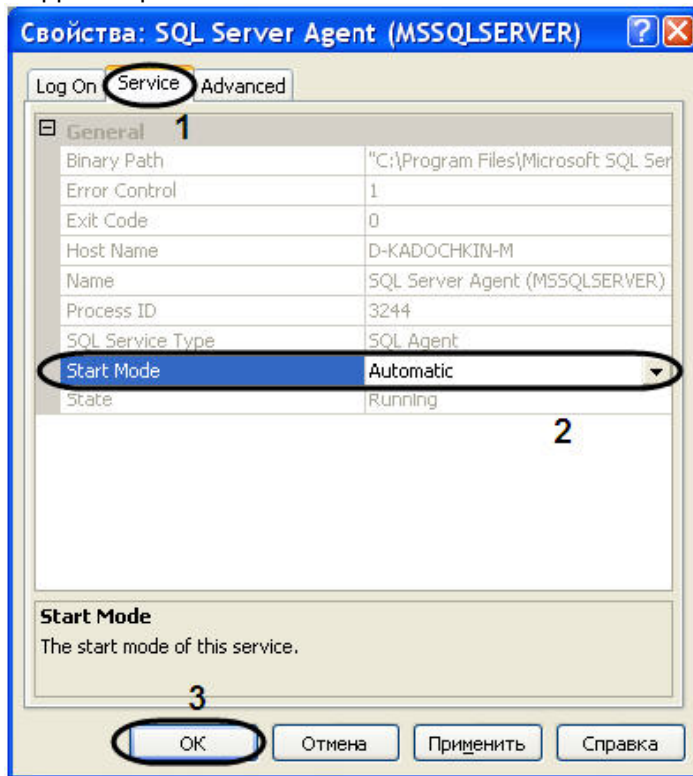 Свойства: SQL Server Agent (MSSQLSERVER)
Log On Service Advanced
1
General
Binary Path "C:\Program Files\Microsoft SQL Ser
Error Control 1
Exit Code 0
Host Name D-KADOCHKIN-M
Name SQL Server Agent (MSSQLSERVER)
Process ID 3244
SQL Service Type SQL Agent
Start Mode Automatic
State Running
2
Start Mode
The start mode of this service.
3
ОК Отмена Применить Справка